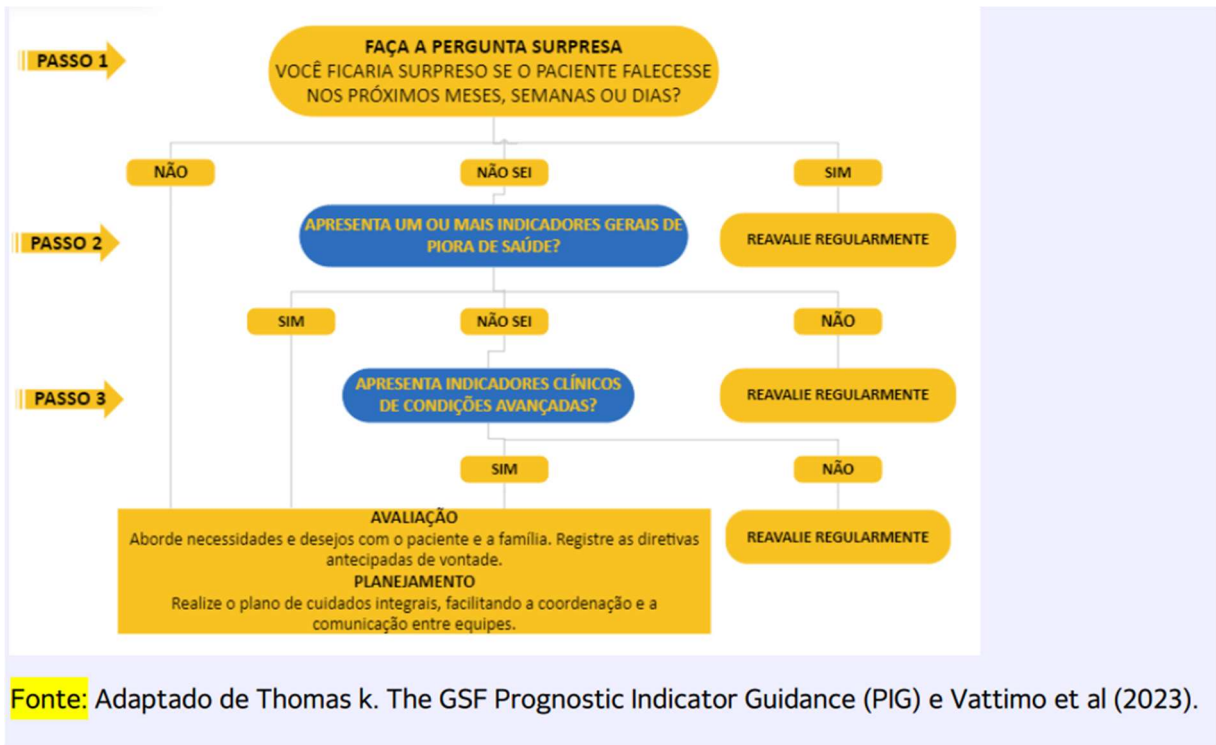 PASSO 1
FAÇA A PERGUNTA SURPRESA
VOCÊ FICARIA SURPRESO SE O PACIENTE FALECESSE
NOS PRÓXIMOS MESES, SEMANAS OU DIAS?
NÃO
NÃO SEI
SIM
PASSO 2
APRESENTA UM OU MAIS INDICADORES GERAIS DE
PIORA DE SAÚDE?
REAVALIE REGULARMENTE
SIM
NÃO SEI
NÃO
PASSO 3
APRESENTA INDICADORES CLÍNICOS
DE CONDIÇÕES AVANÇADAS?
REAVALIE REGULARMENTE
SIM
NÃO
AVALIAÇÃO
Aborde necessidades e desejos com o paciente e a família. Registre as diretivas
antecipadas de vontade.
PLANEJAMENTO
Realize o plano de cuidados integrais, facilitando a coordenação e a
comunicação entre equipes.
REAVALIE REGULARMENTE
Fonte: Adaptado de Thomas k. The GSF Prognostic Indicator Guidance (PIG) e Vattimo et al (2023).